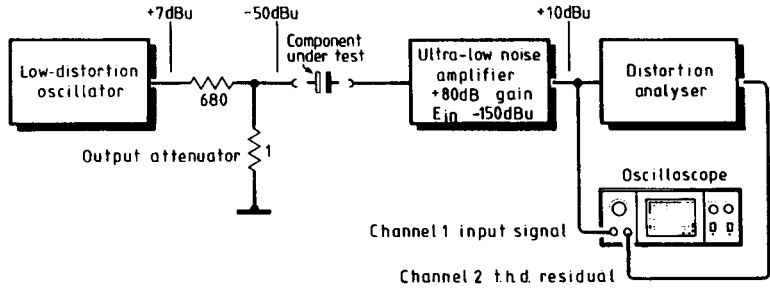 +7dBu
-50dBu
+10dBu
Component
under test
Low-distortion
oscillator
680
Ultra-low noise
amplifier
+80dB gain
Ein -150dBu
Distortion
analyser
Output attenuator
1
Oscilloscope
Channel 1 input signal
Channel 2 t.h.d. residual